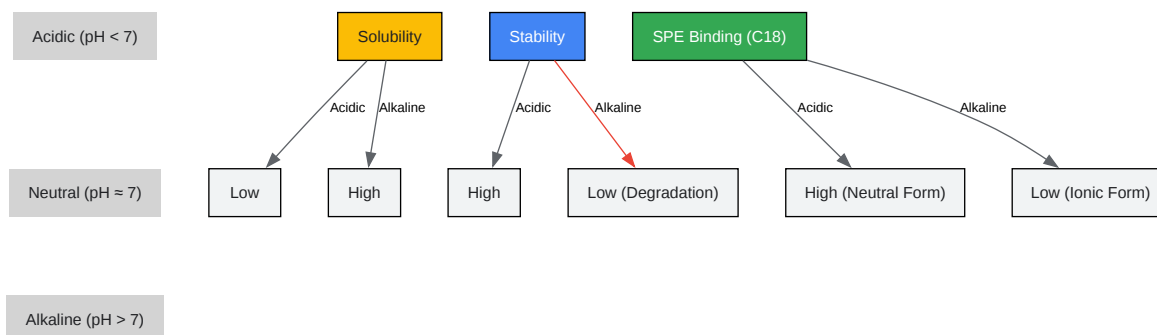 Acidic (pH < 7)
Solubility
Stability
SPE Binding (C18)
Acidic
Alkaline
Acidic
Alkaline
Acidic
Alkaline
Neutral (pH ≈ 7)
Low
High
High
Low (Degradation)
High (Neutral Form)
Low (Ionic Form)
Alkaline (pH > 7)